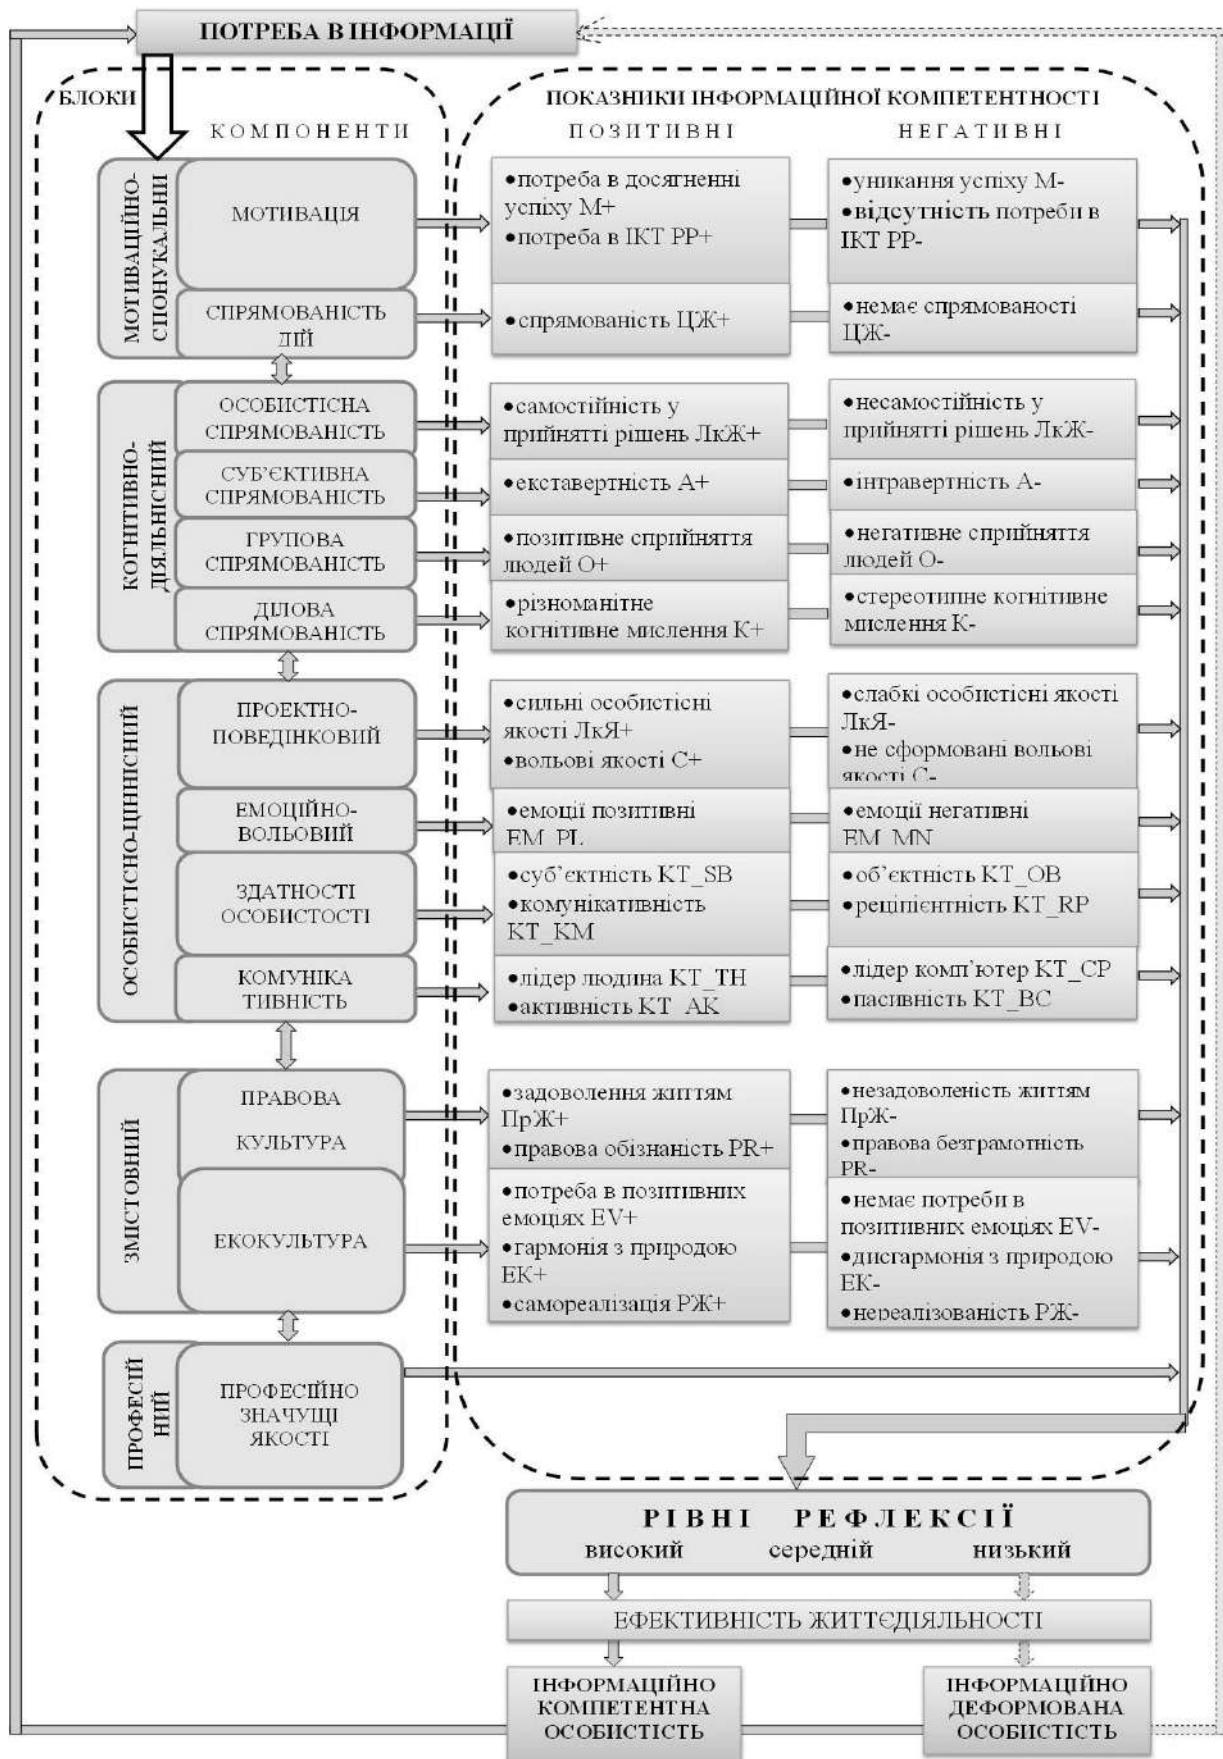 ПОТРЕБА В ІНФОРМАЦІЇ
БЛОКИ
КОМПОНЕНТИ
ПОКАЗНИКИ ІНФОРМАЦІЙНОЇ КОМПЕТЕНТНОСТІ
ПОЗИТИВНІ
НЕГАТИВНІ
МОТИВАЦІЙНО-
СПОНУКАЛЬНИ
МОТИВАЦІЯ
•потреба в досягненні
успіху М+
•потреба в ІКТ РР+
•уникання успіху М-
•відсутність потреби в
ІКТ РР-
СПРЯМОВАНІСТЬ
ДІЙ
•спрямованість ЦЖ+
•немає спрямованості
ЦЖ-
КОГНІТИВНО-
ДІЯЛЬНІСНИЙ
ОСОБИСТІСНА
СПРЯМОВАНІСТЬ
•самостійність у
прийнятті рішень ЛкЖ+
•несамостійність у
прийнятті рішень ЛкЖ-
СУБ’ЄКТИВНА
СПРЯМОВАНІСТЬ
•екставертність А+
•інтравертність А-
ГРУПОВА
СПРЯМОВАНІСТЬ
•позитивне сприйняття
людей О+
•негативне сприйняття
людей О-
ДІЛОВА
СПРЯМОВАНІСТЬ
•різноманітне
когнітивне мислення К+
•стереотипне когнітивне
мислення К-
ОСОБИСТІСНО-ЦІННІСНИЙ
ПРОЕКТНО-
ПОВЕДІНКОВИЙ
•сильні особистісні
якості ЛкЯ+
•вольові якості С+
•слабкі особистісні якості
ЛкЯ-
•не сформовані вольові
якості С-
ЕМОЦІЙНО-
ВОЛЬОВИЙ
•емоції позитивні
EM_PL
•емоції негативні
EM_MN
ЗДАТНОСТІ
ОСОБИСТОСТІ
•суб’єктність KT_SB
•комунікативність
KT_KM
•об’єктність KT_OB
•реціпієнтність KT_RP
КОМУНІКА
ТИВНІСТЬ
•лідер людина KT_TH
•активність KT_AK
•лідер комп’ютер KT_CP
•пасивність KT_BC
ЗМІСТОВНИЙ
ПРАВОВА
КУЛЬТУРА
•задоволення життям
ПрЖ+
•правова обізнаність PR+
•незадоволеність життям
ПрЖ-
•правова безграмотність
PR-
ЕКОКУЛЬТУРА
•потреба в позитивних
емоціях EV+
•гармонія з природою
ЕК+
•самореалізація РЖ+
•немає потреби в
позитивних емоціях EV-
•дисгармонія з природою
ЕК-
•нереалізованість РЖ-
ПРОФЕСІЙ
НИЙ
ПРОФЕСІЙНО
ЗНАЧУЩІ
ЯКОСТІ
РІВНІ РЕФЛЕКСІЇ
високий середній низький
ЕФЕКТИВНІСТЬ ЖИТТЄДІЯЛЬНОСТІ
ІНФОРМАЦІЙНО
КОМПЕТЕНТНА
ОСОБИСТІСТЬ
ІНФОРМАЦІЙНО
ДЕФОРМОВАНА
ОСОБИСТІСТЬ